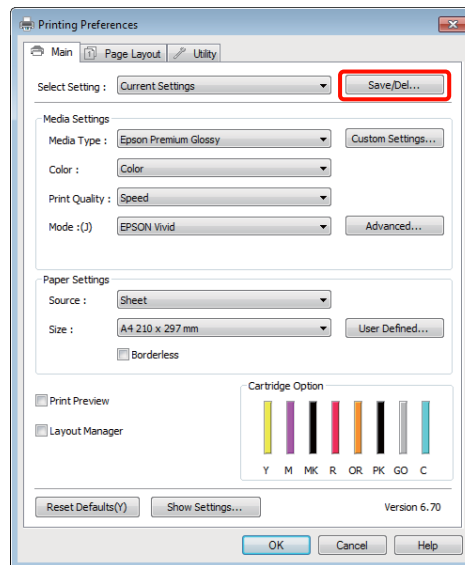 Printing Preferences
Main Page Layout Utility
Select Setting : Current Settings Save/Del...
Media Settings
Media Type : Epson Premium Glossy Custom Settings...
Color : Color
Print Quality : Speed
Mode :(J) EPSON Vivid Advanced...
Paper Settings
Source : Sheet
Size : A4 210 x 297 mm User Defined...
Borderless
Cartridge Option
Print Preview
Layout Manager
Y M MK R OR PK GO C
Reset Defaults(Y) Show Settings... Version 6.70
OK Cancel Help